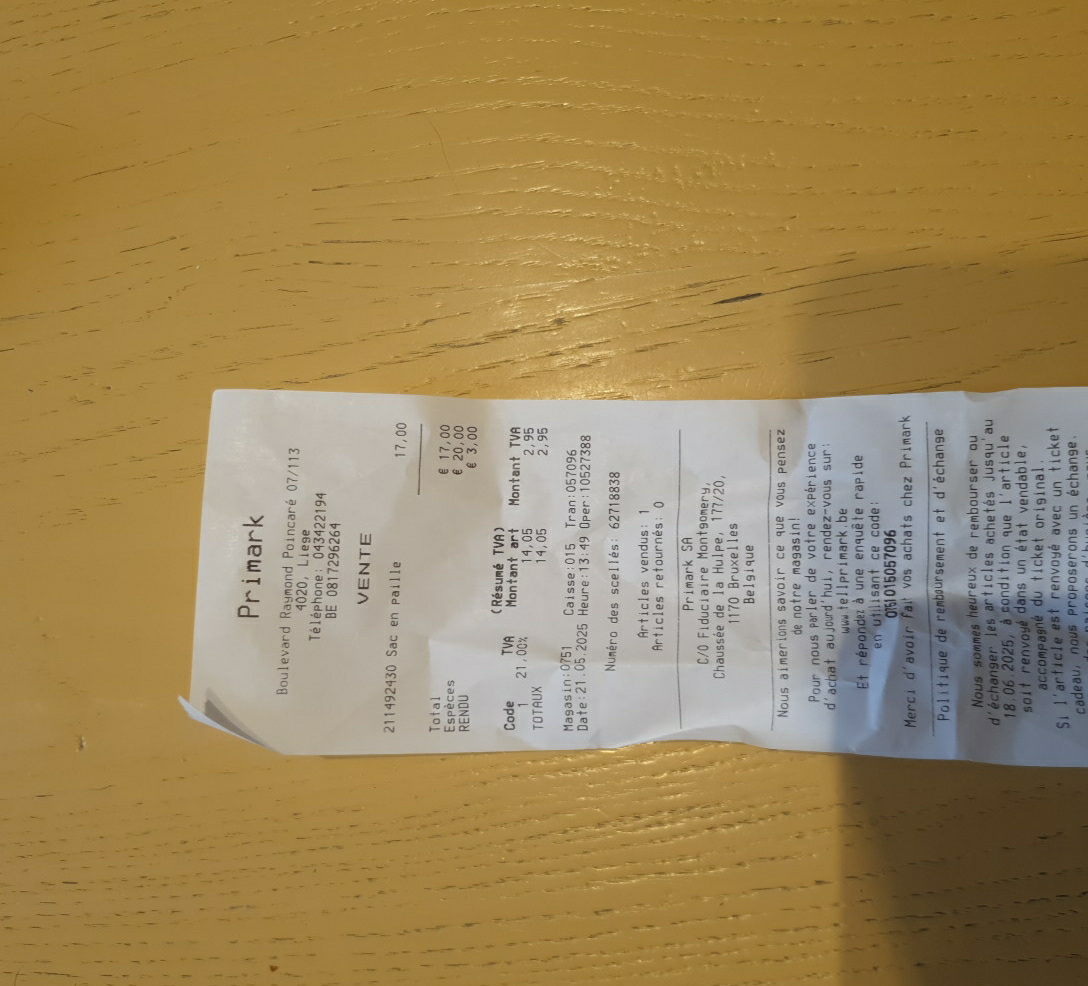 Primark
Boulevard Raymond Poincaré 07/113
4020, Liege
Téléphone: 043422194
BE 0817296264
VENTE
211492430 Sac en Paille 17,00
Total € 17,00
Espèces € 20,00
RENDU € 3,00
(Résumé TVA)
Code TVA Montant art Montant TVA
1 21,00% 14,05 2,95
TOTAUX 14,05 2,95
Magasin:0751 Caisse:015 Tran:057096
Date:21.05.2025 Heure:13:49 Oper:10527388
Numéro des scellés: 62718838
Articles vendus: 1
Articles retournés: 0
Primark SA
C/O Fiduciaire Montgomery,
Chaussée de la Hulpe, 177/20,
1170 Bruxelles
Belgique
Nous aimerions savoir ce que vous pensez
de notre magasin!
Pour nous parler de votre expérience
d'achat aujourd'hui, rendez-vous sur:
www.tellprimark.be
Et répondez à une enquête rapide
en utilisant ce code:
0751015057096
Merci d'avoir fait vos achats chez Primark
Politique de remboursement et d'échange
Nous sommes heureux de rembourser ou
d'échanger les articles achetés jusqu'au
18.06.2025, à condition que l'article
soit renvoyé dans un état vendable,
accompagné du ticket original.
Si l'article est renvoyé avec un ticket
cadeau, nous proposerons un échange.